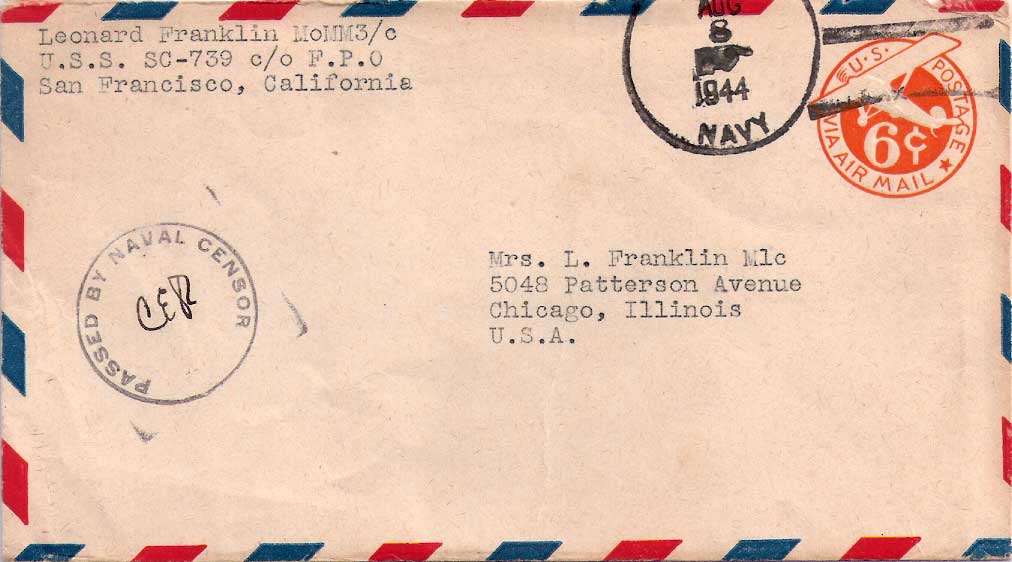 Leonard Franklin MoMM3/c
U.S.S. SC-739 c/o F.P.O
San Francisco, California
AUG
8
1944
NAVY
U.S. POSTAGE
6¢
VIA AIR MAIL
PASSED BY NAVAL CENSOR
CER
Mrs. L. Franklin Mlc
5048 Patterson Avenue
Chicago, Illinois
U.S.A.